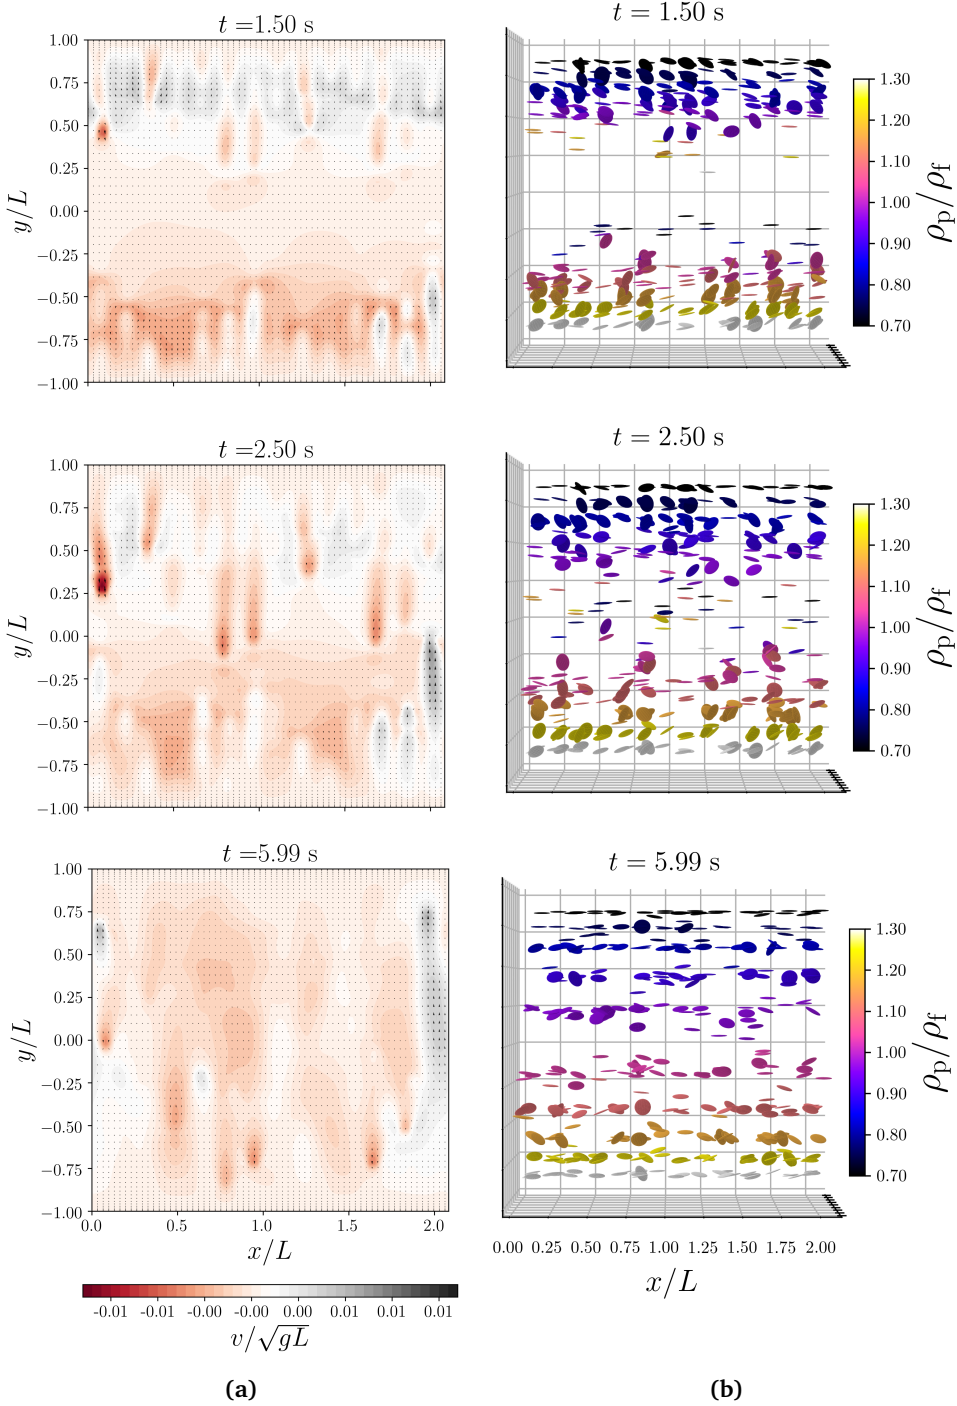 t =1.50 s
1.00
0.75
0.50
0.25
0.00
−0.25
−0.50
−0.75
−1.00
y/L
t = 1.50 s
1.30
1.20
1.10
1.00
0.90
0.80
0.70
ρp/ρf
t =2.50 s
1.00
0.75
0.50
0.25
0.00
−0.25
−0.50
−0.75
−1.00
y/L
t = 2.50 s
1.30
1.20
1.10
1.00
0.90
0.80
0.70
ρp/ρf
t =5.99 s
1.00
0.75
0.50
0.25
0.00
−0.25
−0.50
−0.75
−1.00
y/L
0.0 0.5 1.0 1.5 2.0
x/L
t = 5.99 s
1.30
1.20
1.10
1.00
0.90
0.80
0.70
ρp/ρf
0.00 0.25 0.50 0.75 1.00 1.25 1.50 1.75 2.00
x/L
-0.01 -0.01 -0.00 -0.00 0.00 0.01 0.01 0.01
v/√gL
(a)
(b)